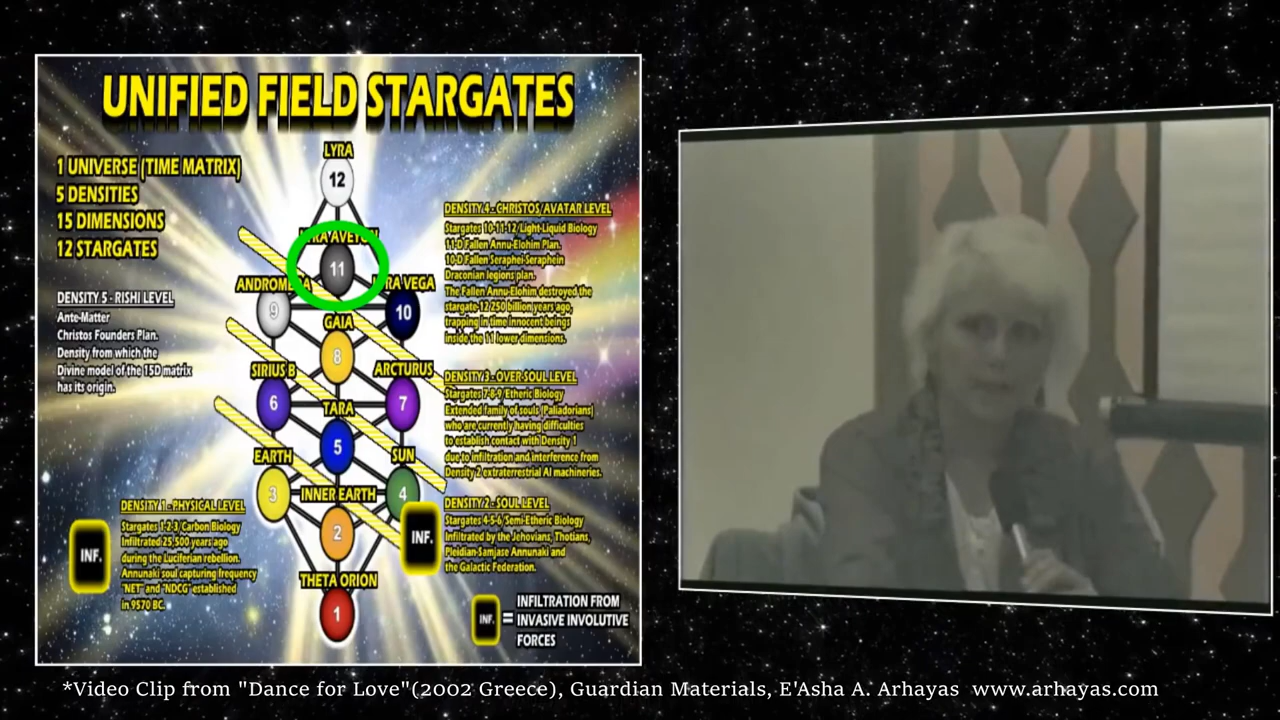 UNIFIED FIELD STARGATES
1 UNIVERSE (TIME MATRIX)
5 DENSITIES
15 DIMENSIONS
12 STARGATES
DENSITY 5 - RISHI LEVEL
Ante-Matter
Christos Founders Plan.
Density from which the
Divine model of the 15D matrix
has its origin.
LYRA
12
11
ANDROME
9
10
GAIA
8
SIRIUS B
ARCTURUS
6
7
TARA
5
EARTH
SUN
3
INNER EARTH
4
2
THETA ORION
1
DENSITY 4 - CHRISTOS/AVATAR LEVEL
Stargates 10-11-12/Light-Liquid Biology
11-D Fallen Annu-Elohim Plan.
10-D Fallen Seraphei-Seraphein
Draconian legions plan.
The Fallen Annu-Elohim destroyed the
stargate-12 250 billion years ago,
trapping in time innocent beings
inside the 11 lower dimensions.
DENSITY 3 - OVER-SOUL LEVEL
Stargates 7-8-9/Etheric Biology
Extended family of souls (Paliadorians)
who are currently having difficulties
to establish contact with Density 1
due to infiltration and interference from
Density 2 extraterrestrial AI machineries.
DENSITY 2 - SOUL LEVEL
Stargates 4-5-6/Semi-Etheric Biology
Infiltrated by the Jehovians, Thotians,
Pleidian-Samjase Annunaki and
the Galactic Federation.
INF.
DENSITY 1 - PHYSICAL LEVEL
Stargates 1-2-3/Carbon Biology
Infiltrated 25,500 years ago
during the Luciferian rebellion.
Annunaki soul capturing frequency
"NET" and "NDCG" established
in 9570 BC.
INF.
INF. = INFILTRATION FROM
INVASIVE INVOLUTIVE
FORCES
*Video Clip from "Dance for Love"(2002 Greece), Guardian Materials, E'Asha A. Arhayas www.arhayas.com